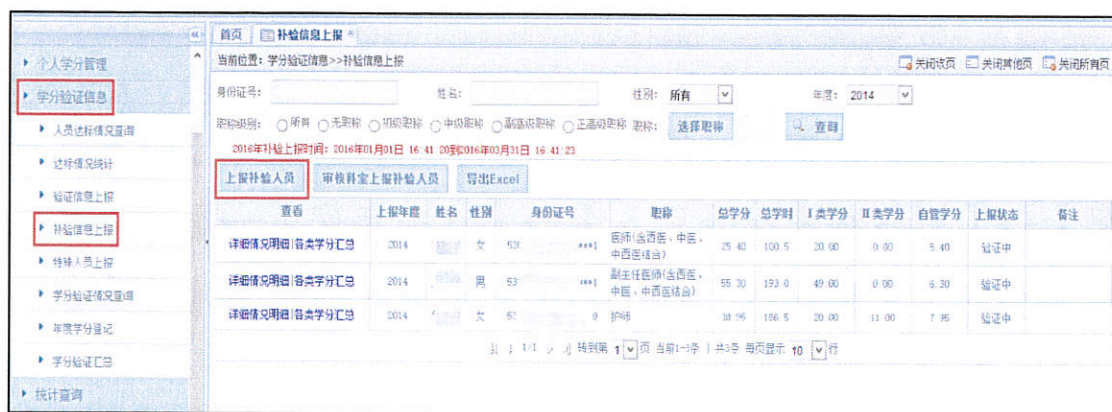 首页 补验信息上报
当前位置：学分验证信息>>补验信息上报 关闭该页 关闭其他页 关闭所有页
个人学分管理
学分验证信息
人员达标情况查询
达标情况统计
验证信息上报
补验信息上报
特殊人员上报
学分验证情况查询
年度学分登记
学分验证汇总
统计查询
身份证号： 姓名： 性别： 所有 年度： 2014
职称级别： 所有 无职称 初级职称 中级职称 副高级职称 正高级职称 职称： 选择职称 查询
2016年补验上报时间：2016年01月01日 16:41:20到2016年03月31日 16:41:23
上报补验人员 审核科室上报补验人员 导出Excel
查看 上报年度 姓名 性别 身份证号 职称 总学分 总学时 I类学分 II类学分 自管学分 上报状态 备注
详细情况明细|各类学分汇总 2014 女 医师(含西医、中医、中西医结合) 25.40 100.5 20.00 0.00 5.40 验证中
详细情况明细|各类学分汇总 2014 男 53 副主任医师(含西医、中医、中西医结合) 55.30 193.0 49.00 0.00 6.30 验证中
详细情况明细|各类学分汇总 2014 女 9 护师 186.5 20.00 11.00 7.95 验证中
1/1 转到第 1 页 当前1-3条 | 共3条 每页显示 10 行